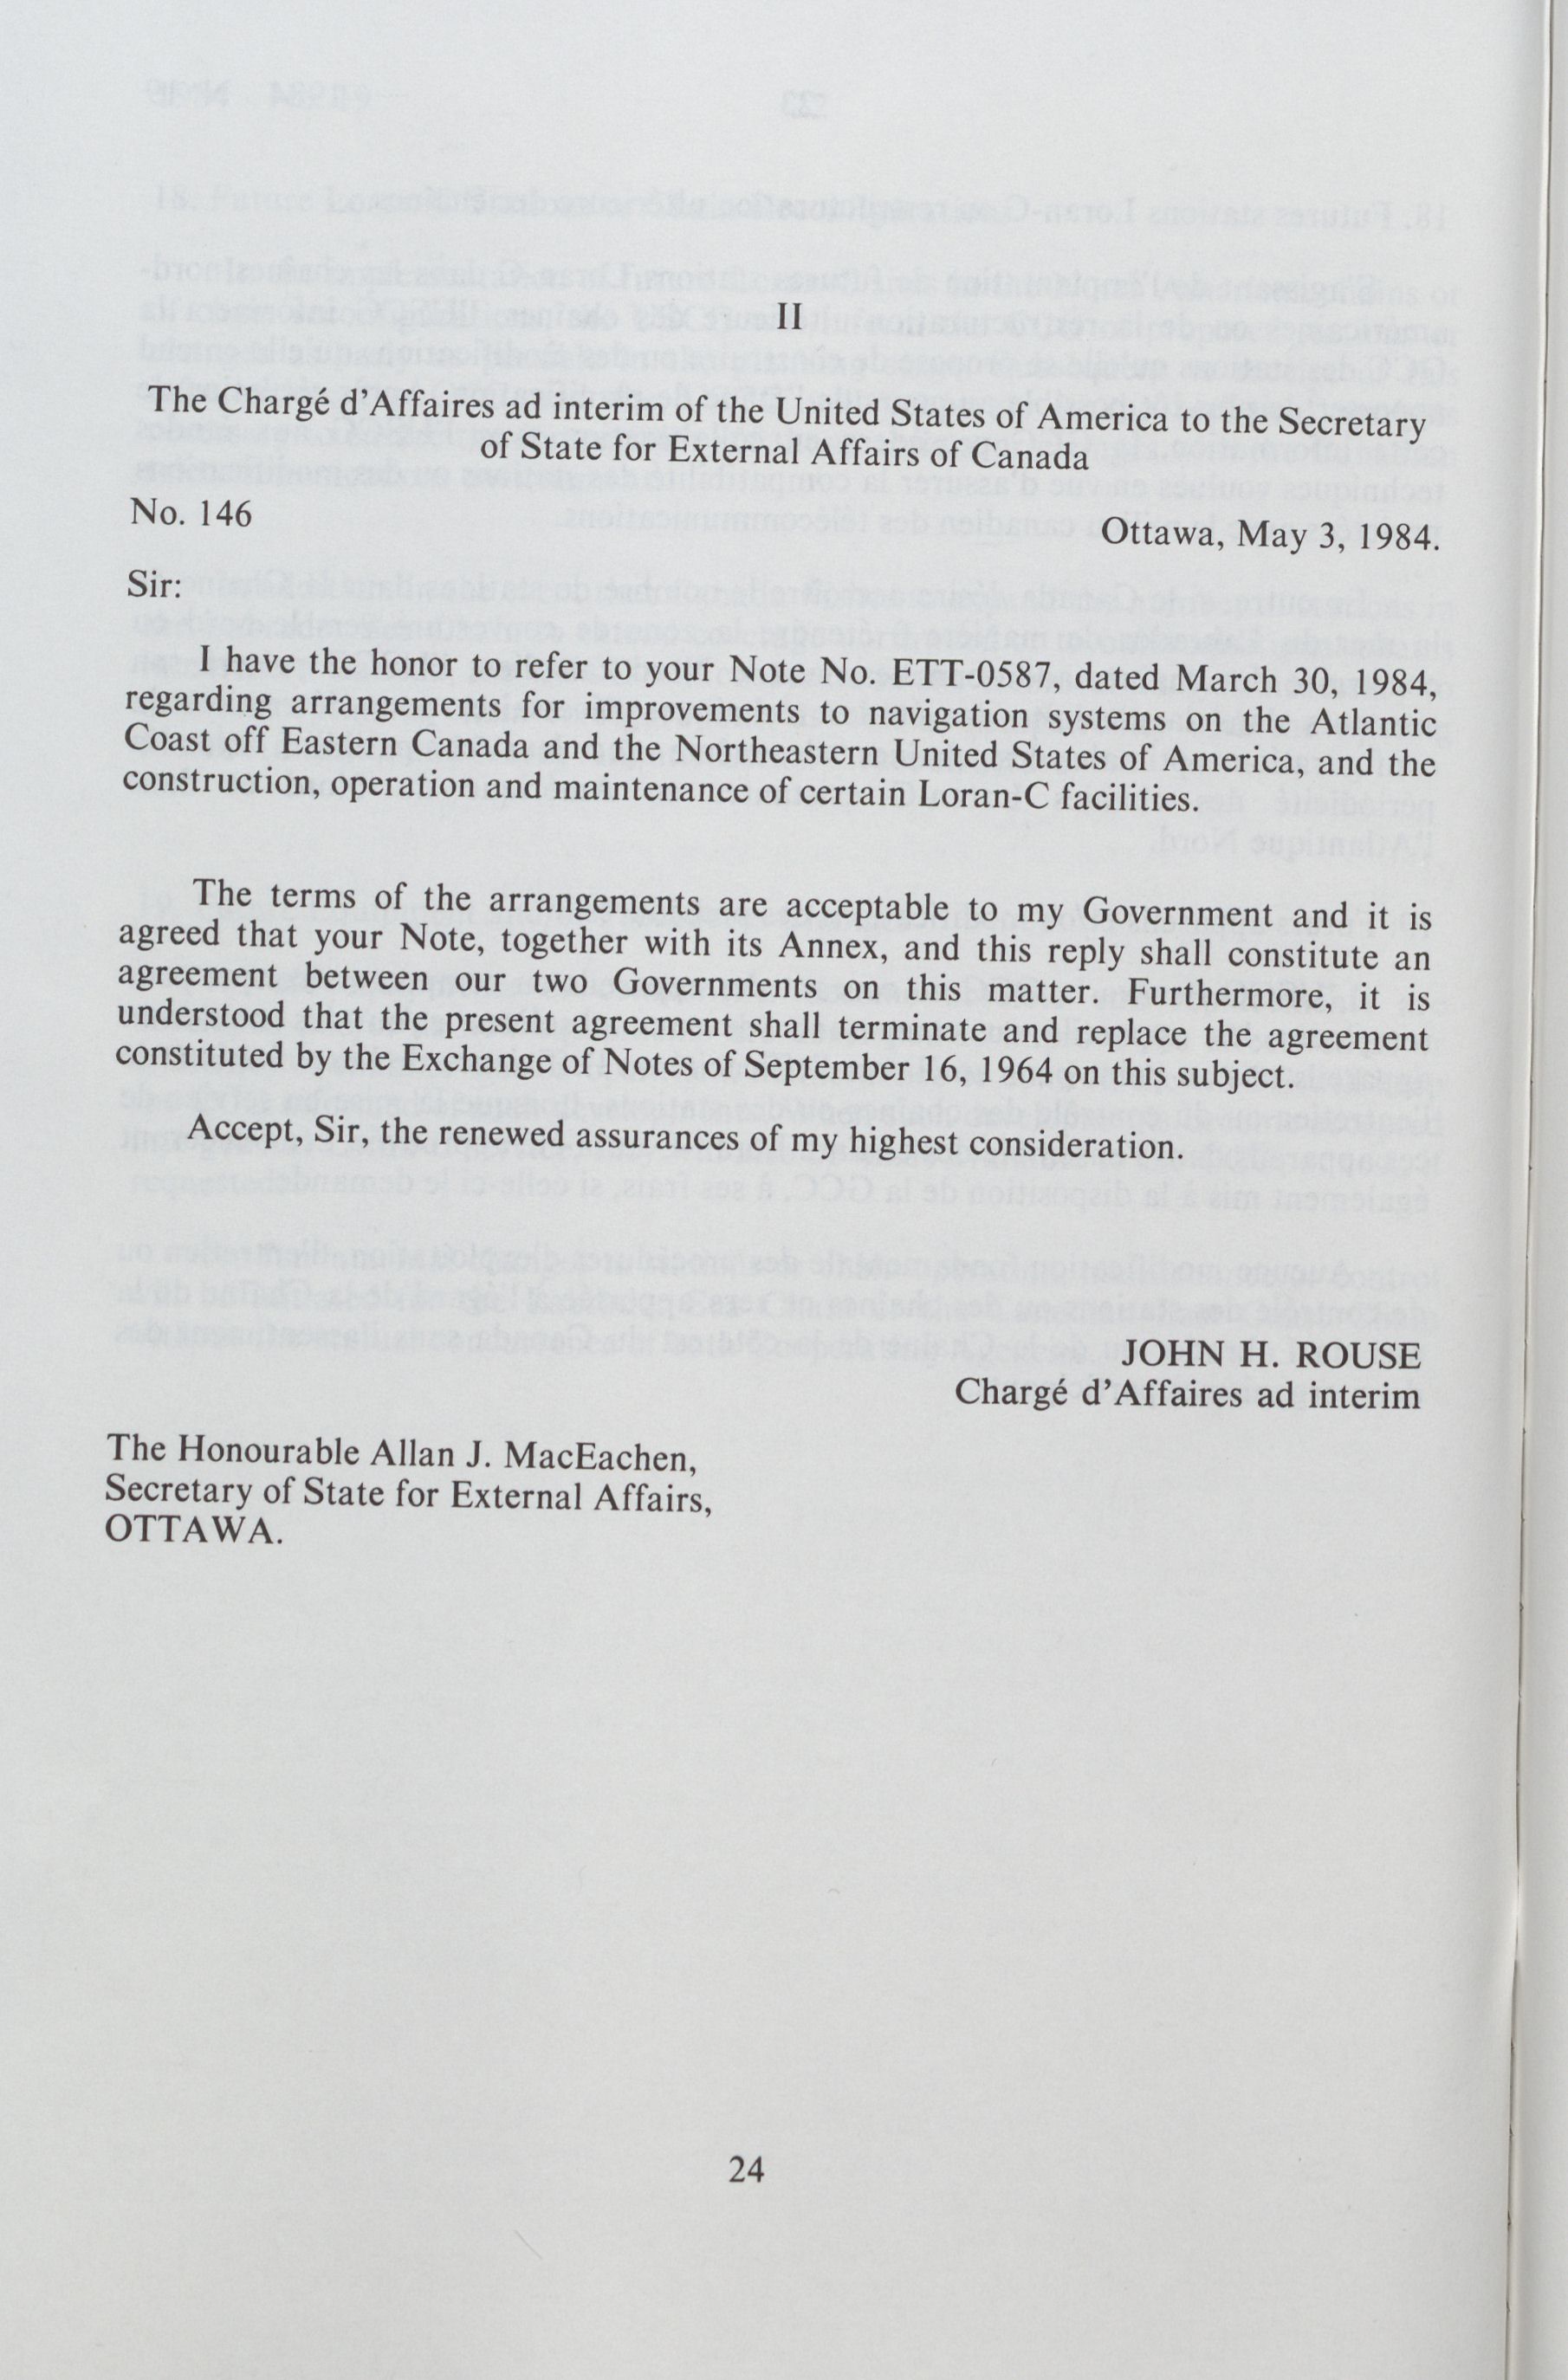 II
The Chargé d'Affaires ad interim of the United States of America to the Secretary
of State for External Affairs of Canada
No. 146
Ottawa, May 3, 1984.
Sir:
I have the honor to refer to your Note No. ETT-0587, dated March 30, 1984,
regarding arrangements for improvements to navigation systems on the Atlantic
Coast off Eastern Canada and the Northeastern United States of America, and the
construction, operation and maintenance of certain Loran-C facilities.
The terms of the arrangements are acceptable to my Government and it is
agreed that your Note, together with its Annex, and this reply shall constitute an
agreement between our two Governments on this matter. Furthermore, it is
understood that the present agreement shall terminate and replace the agreement
constituted by the Exchange of Notes of September 16, 1964 on this subject.
Accept, Sir, the renewed assurances of my highest consideration.
JOHN H. ROUSE
Chargé d'Affaires ad interim
The Honourable Allan J. MacEachen,
Secretary of State for External Affairs,
OTTAWA.
24